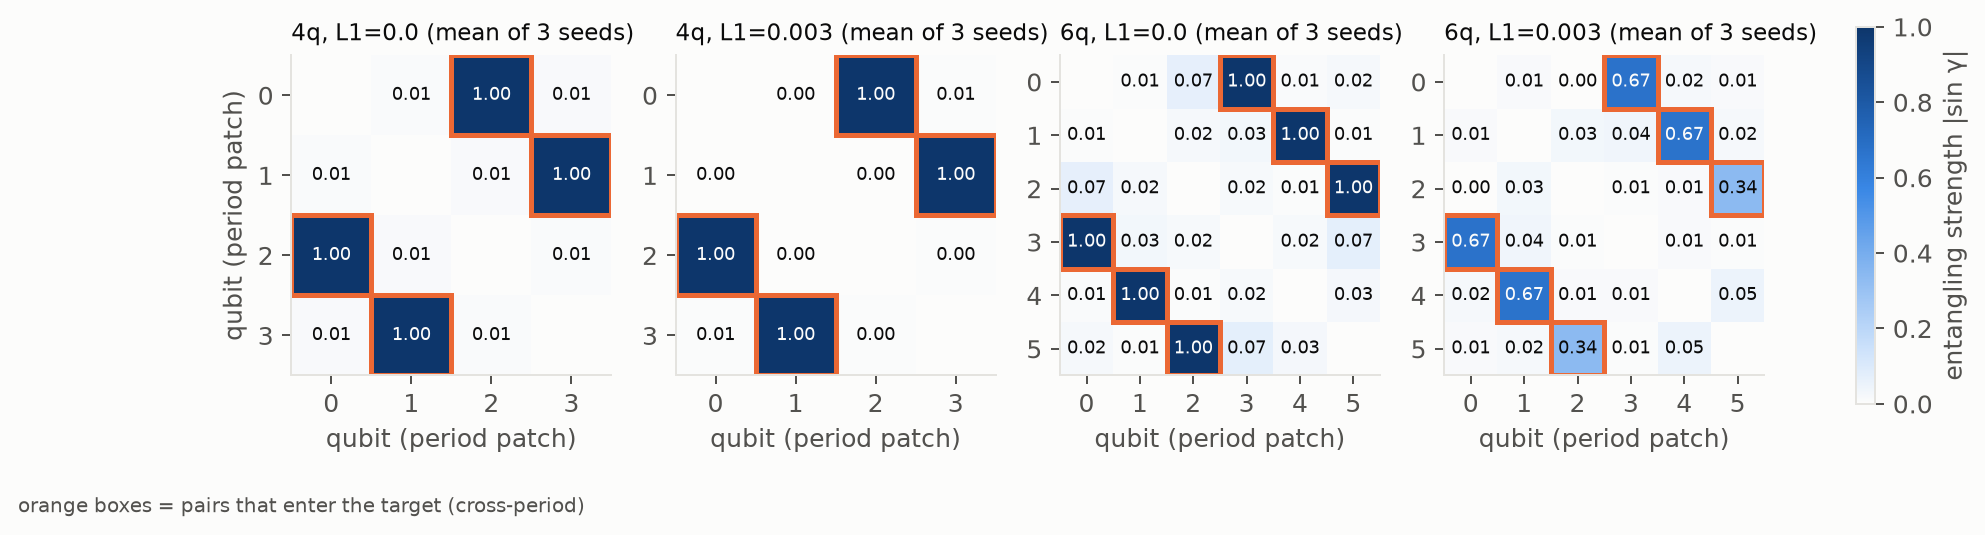 4q, L1=0.0 (mean of 3 seeds)
4q, L1=0.003 (mean of 3 seeds)
6q, L1=0.0 (mean of 3 seeds)
6q, L1=0.003 (mean of 3 seeds)
qubit (period patch)
0 0.01 1.00 0.01
1 0.01 0.01 1.00
2 1.00 0.01 0.01
3 0.01 1.00 0.01
0 1 2 3
qubit (period patch)
0 0.00 1.00 0.01
1 0.00 0.00 1.00
2 1.00 0.00 0.00
3 0.01 1.00 0.00
0 1 2 3
qubit (period patch)
0 0.01 0.07 1.00 0.01 0.02
1 0.01 0.02 0.03 1.00 0.01
2 0.07 0.02 0.02 0.01 1.00
3 1.00 0.03 0.02 0.02 0.07
4 0.01 1.00 0.01 0.02 0.03
5 0.02 0.01 1.00 0.07 0.03
0 1 2 3 4 5
qubit (period patch)
0 0.01 0.00 0.67 0.02 0.01
1 0.01 0.03 0.04 0.67 0.02
2 0.00 0.03 0.01 0.01 0.34
3 0.67 0.04 0.01 0.01 0.01
4 0.02 0.67 0.01 0.01 0.05
5 0.01 0.02 0.34 0.01 0.05
0 1 2 3 4 5
qubit (period patch)
1.0
0.8
0.6
0.4
0.2
0.0
entangling strength |sin γ|
orange boxes = pairs that enter the target (cross-period)